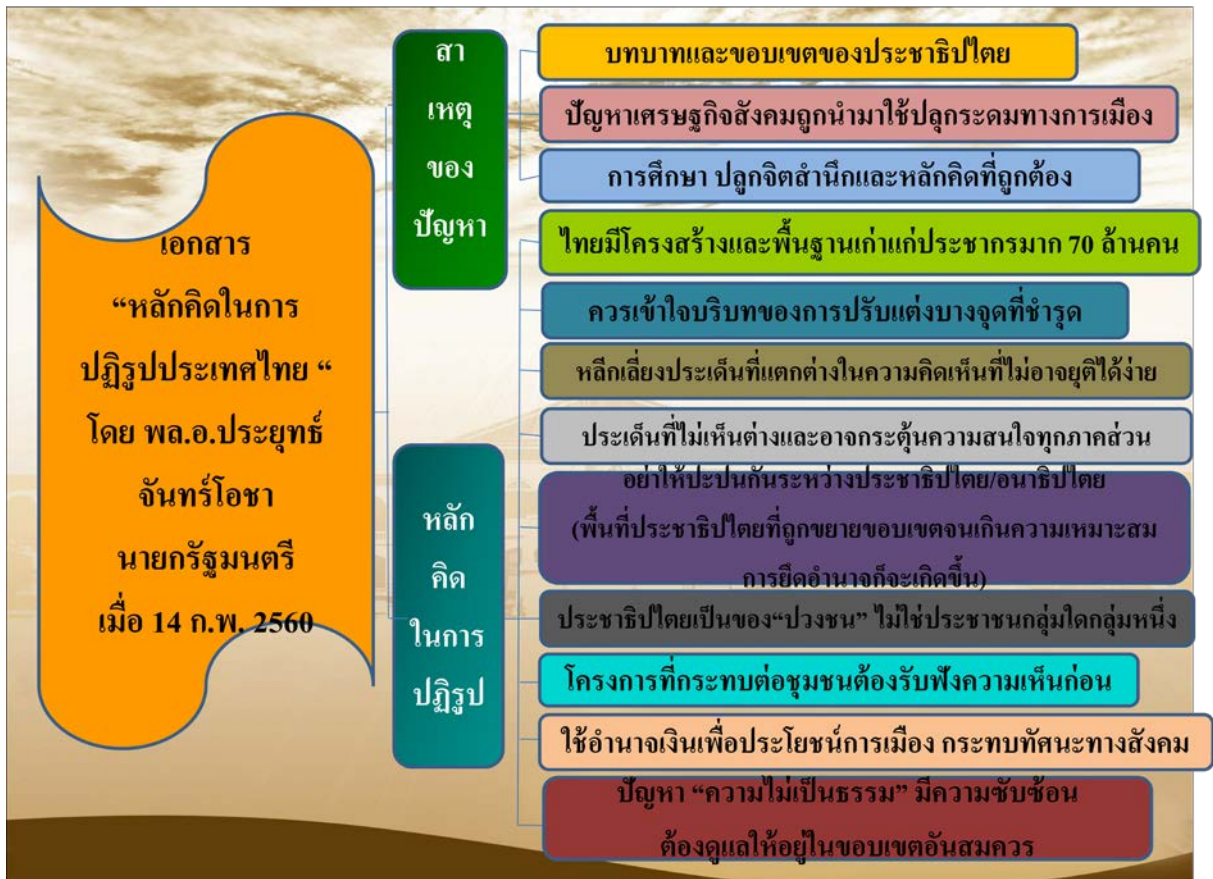 เอกสาร
“หลักคิดในการ
ปฏิรูปประเทศไทย “
โดย พล.อ.ประยุทธ์
จันทร์โอชา
นายกรัฐมนตรี
เมื่อ 14 ก.พ. 2560
สา
เหตุ
ของ
ปัญหา
บทบาทและขอบเขตของประชาธิปไตย
ปัญหาเศรษฐกิจสังคมถูกนำมาใช้ปลุกระดมทางการเมือง
การศึกษา ปลูกจิตสำนึกและหลักคิดที่ถูกต้อง
หลัก
คิด
ในการ
ปฏิรูป
ไทยมีโครงสร้างและพื้นฐานเก่าแก่ประชากรมาก 70 ล้านคน
ควรเข้าใจบริบทของการปรับแต่งบางจุดที่ชำรุด
หลีกเลี่ยงประเด็นที่แตกต่างในความคิดเห็นที่ไม่อาจยุติได้ง่าย
ประเด็นที่ไม่เห็นต่างและอาจกระตุ้นความสนใจทุกภาคส่วน
อย่าให้ปะปนกันระหว่างประชาธิปไตย/อนาธิปไตย
(พื้นที่ประชาธิปไตยที่ถูกขยายขอบเขตจนเกินความเหมาะสม
การยึดอำนาจก็จะเกิดขึ้น)
ประชาธิปไตยเป็นของ“ปวงชน” ไม่ใช่ประชาชนกลุ่มใดกลุ่มหนึ่ง
โครงการที่กระทบต่อชุมชนต้องรับฟังความเห็นก่อน
ใช้อำนาจเงินเพื่อประโยชน์การเมือง กระทบทัศนะทางสังคม
ปัญหา “ความไม่เป็นธรรม” มีความซับซ้อน
ต้องดูแลให้อยู่ในขอบเขตอันสมควร